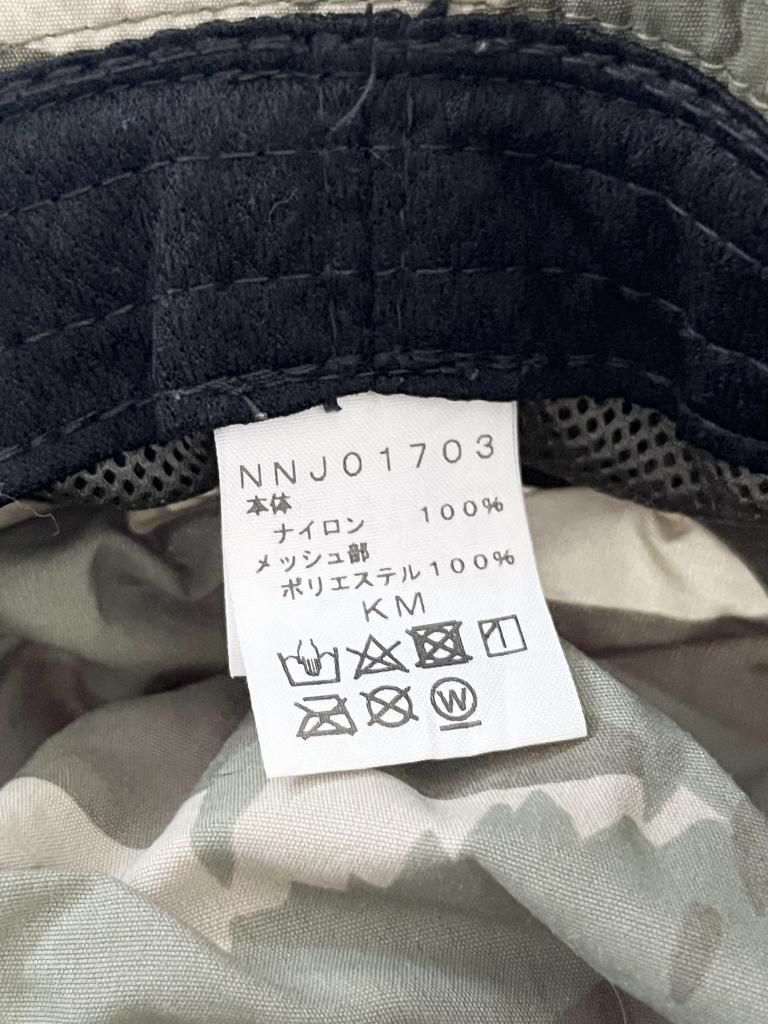 NNJ01703
本体
ナイロン 100%
メッシュ部
ポリエステル100%
KM
W